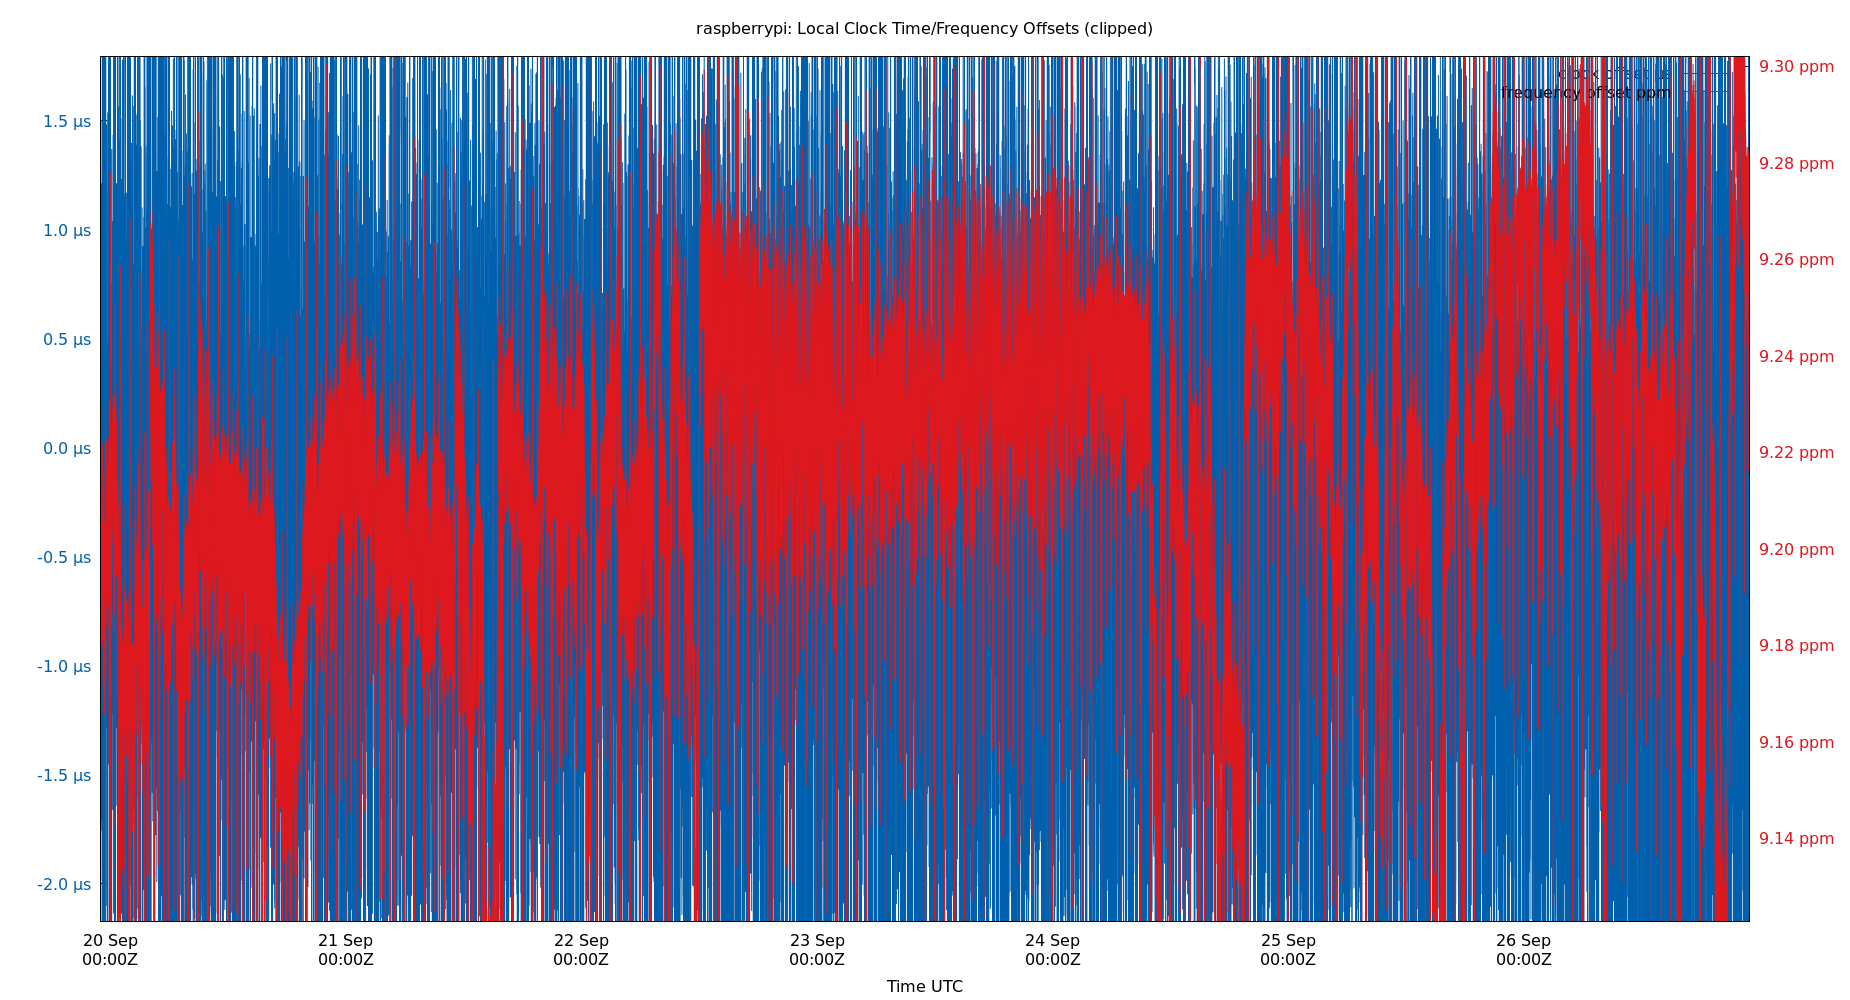 raspberrypi: Local Clock Time/Frequency Offsets (clipped)
clock offset µs
frequency offset ppm
1.5 µs
1.0 µs
0.5 µs
0.0 µs
-0.5 µs
-1.0 µs
-1.5 µs
-2.0 µs
9.30 ppm
9.28 ppm
9.26 ppm
9.24 ppm
9.22 ppm
9.20 ppm
9.18 ppm
9.16 ppm
9.14 ppm
20 Sep 21 Sep 22 Sep 23 Sep 24 Sep 25 Sep 26 Sep
00:00Z 00:00Z 00:00Z 00:00Z 00:00Z 00:00Z 00:00Z
Time UTC